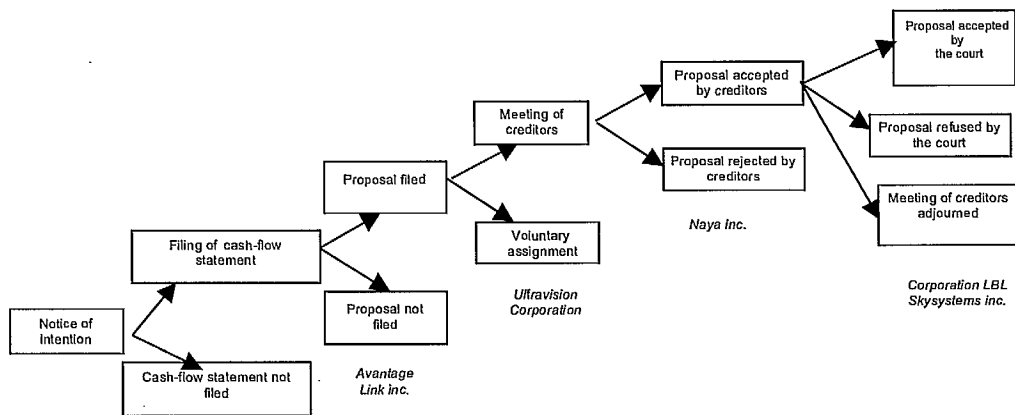 Notice of
Intention
Filing of cash-flow
statement
Cash-flow statement not
filed
Proposal filed
Proposal not
filed
Avantage
Link inc.
Meeting of
creditors
Voluntary
assignment
Ultravision
Corporation
Proposal accepted
by creditors
Proposal rejected by
creditors
Naya inc.
Proposal accepted
by
the court
Proposal refused by
the court
Meeting of creditors
adjourned
Corporation LBL
Skysystems inc.